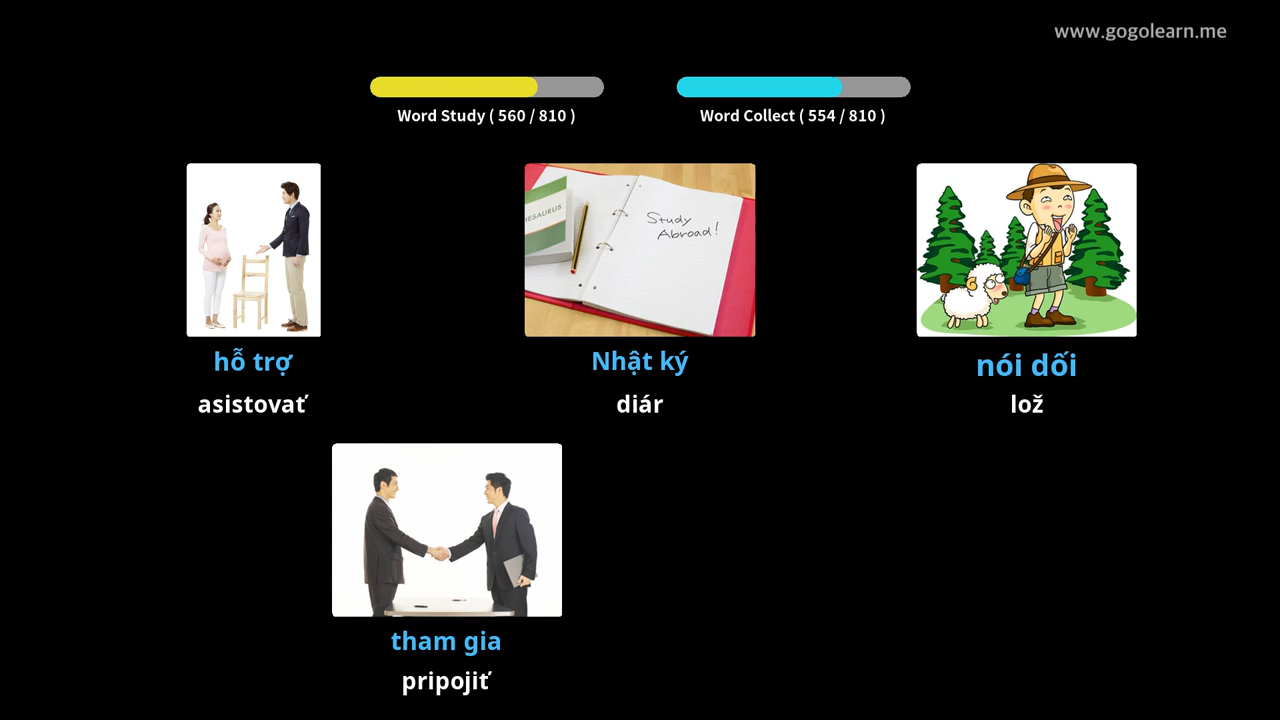 www.gogolearn.me
Word Study ( 560 / 810 )
Word Collect ( 554 / 810 )
HESAURUS
Study
Abroad!
hỗ trợ
Nhật ký
nói dối
asistovať
diár
lož
tham gia
pripojiť